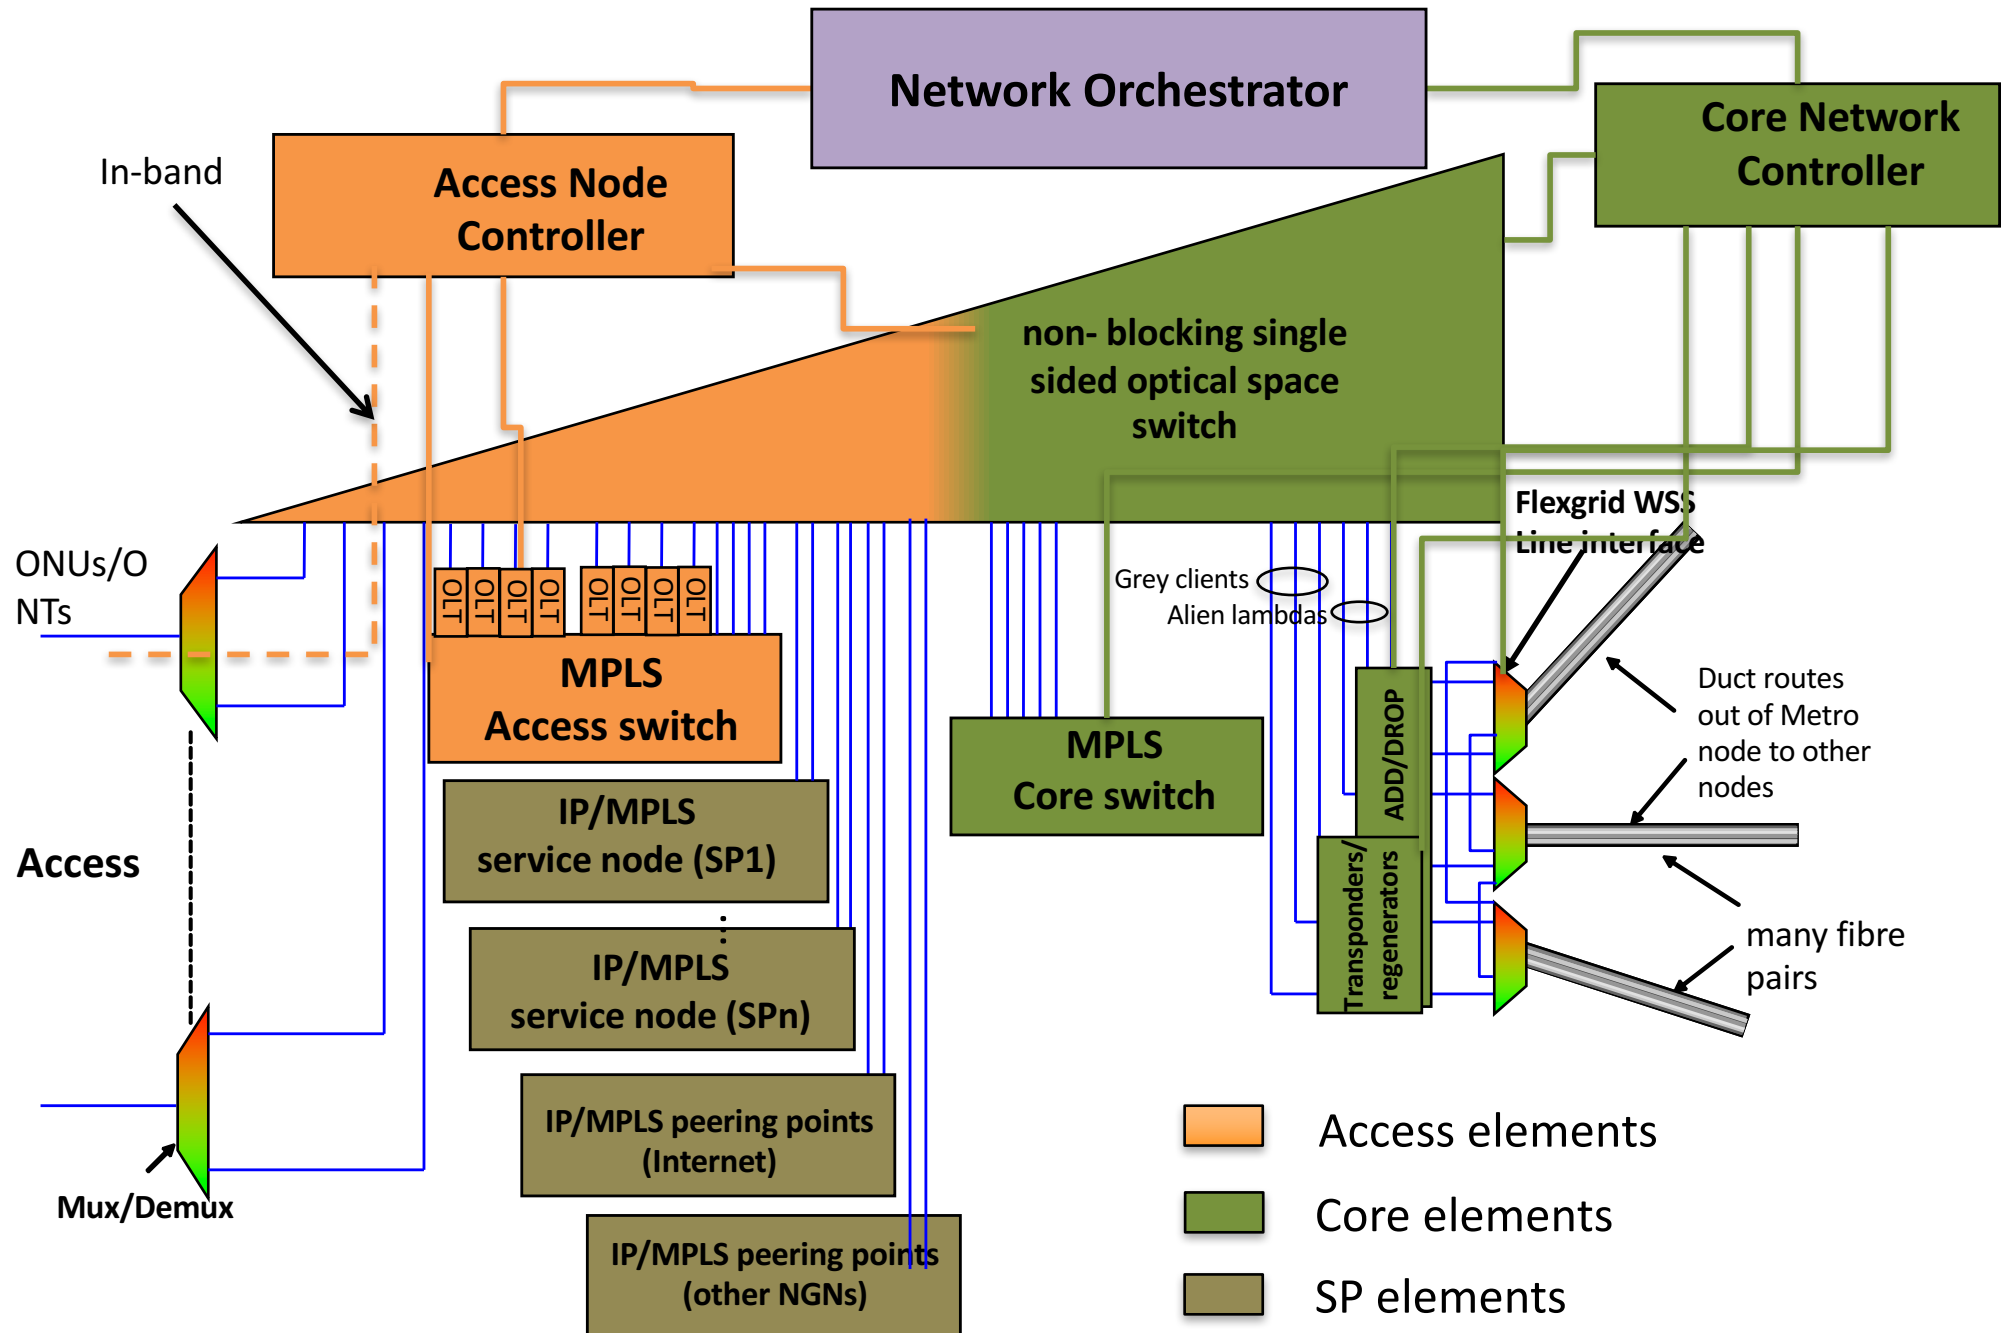 Network Orchestrator
Core Network
Controller
In-band
Access Node
Controller
non- blocking single
sided optical space
switch
Flexgrid WSS
Line interface
ONUs/O
NTs
OLT
OLT
OLT
OLT
OLT
OLT
OLT
OLT
Grey clients
Alien lambdas
MPLS
Access switch
MPLS
Core switch
ADD/DROP
Transponders/
regenerators
Duct routes
out of Metro
node to other
nodes
IP/MPLS
service node (SP1)
...
Access
IP/MPLS
service node (SPn)
many fibre
pairs
IP/MPLS peering points
(Internet)
Mux/Demux
IP/MPLS peering points
(other NGNs)
Access elements
Core elements
SP elements